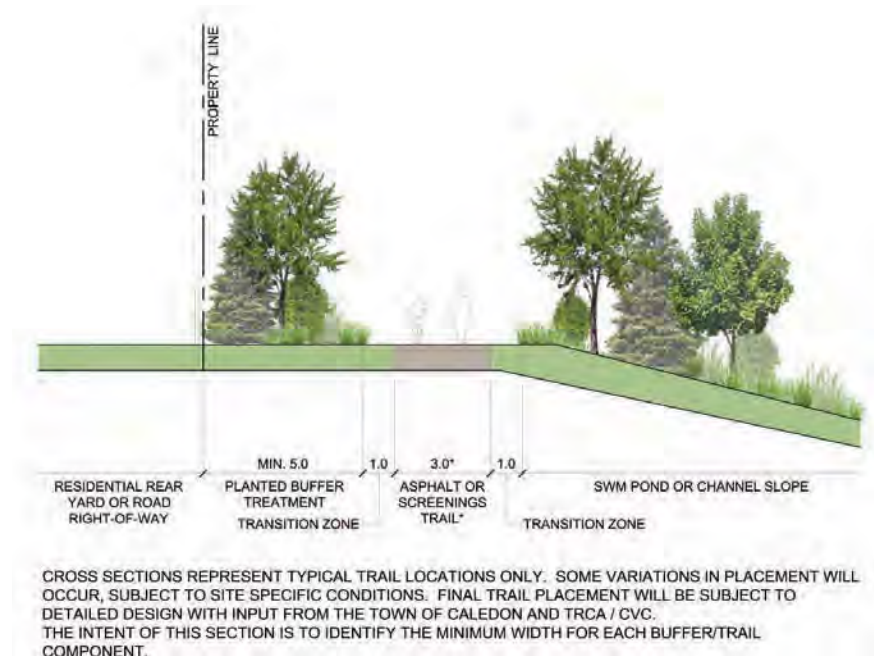 PROPERTY LINE
MIN. 5.0
1.0
3.0*
1.0
RESIDENTIAL REAR
YARD OR ROAD
RIGHT-OF-WAY
PLANTED BUFFER
TREATMENT
TRANSITION ZONE
ASPHALT OR
SCREENINGS
TRAIL*
TRANSITION ZONE
SWM POND OR CHANNEL SLOPE
CROSS SECTIONS REPRESENT TYPICAL TRAIL LOCATIONS ONLY. SOME VARIATIONS IN PLACEMENT WILL
OCCUR, SUBJECT TO SITE SPECIFIC CONDITIONS. FINAL TRAIL PLACEMENT WILL BE SUBJECT TO
DETAILED DESIGN WITH INPUT FROM THE TOWN OF CALEDON AND TRCA / CVC.
THE INTENT OF THIS SECTION IS TO IDENTIFY THE MINIMUM WIDTH FOR EACH BUFFER/TRAIL
COMPONENT.